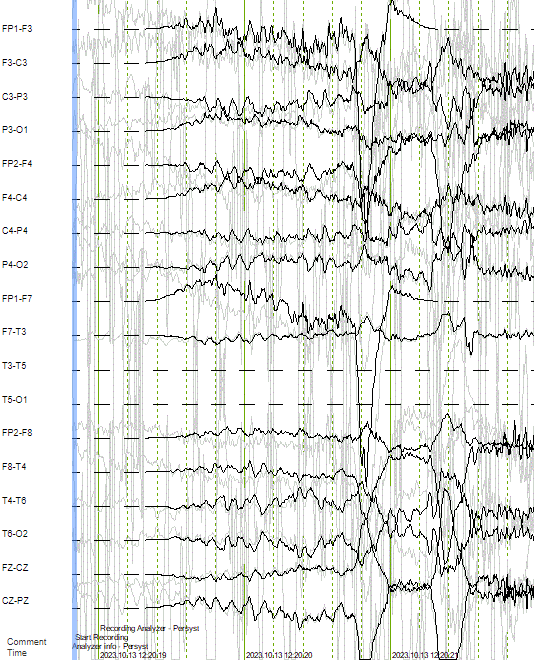 FP1-F3
F3-C3
C3-P3
P3-O1
FP2-F4
F4-C4
C4-P4
P4-O2
FP1-F7
F7-T3
T3-T5
T5-O1
FP2-F8
F8-T4
T4-T6
T6-O2
FZ-CZ
CZ-PZ
Recording Analyzer - Persyst
Start Recording
Comment
Analyzer info - Persyst
Time
2023.10.13 12:20:19
2023.10.13 12:20:20
2023.10.13 12:20:21